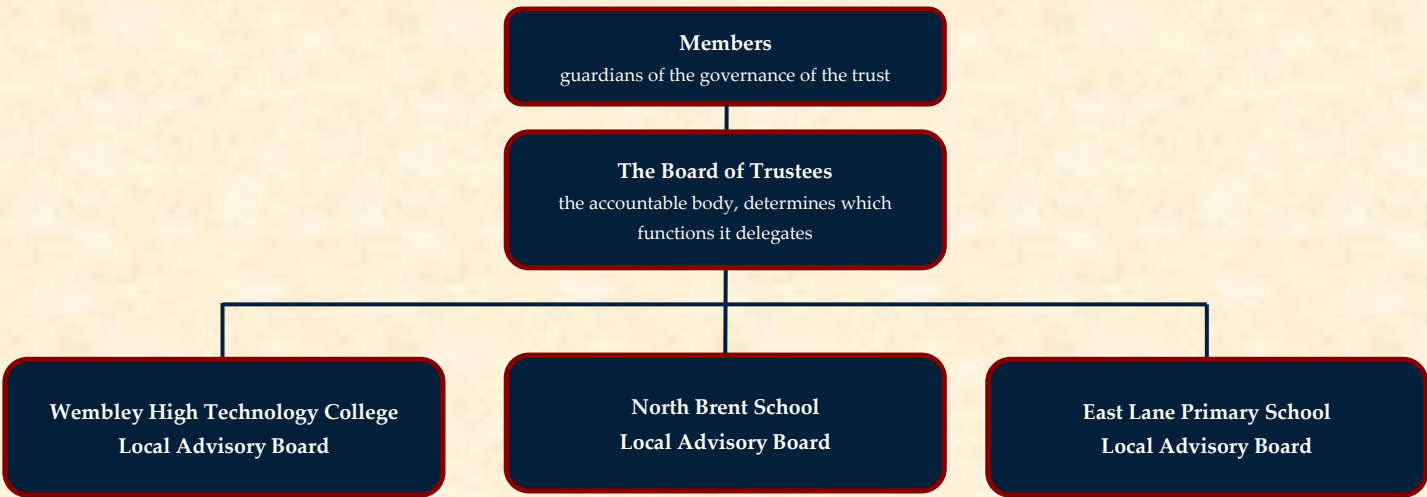 Members
guardians of the governance of the trust
The Board of Trustees
the accountable body, determines which
functions it delegates
Wembley High Technology College
Local Advisory Board
North Brent School
Local Advisory Board
East Lane Primary School
Local Advisory Board